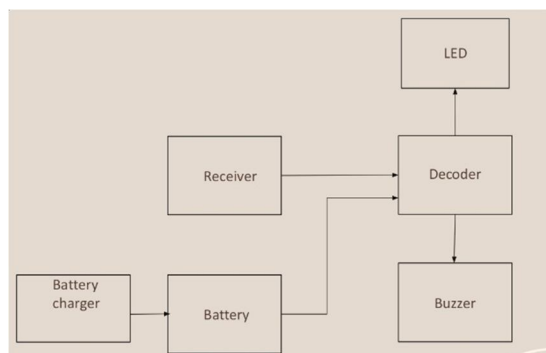 LED
Receiver
Decoder
Battery
charger
Battery
Buzzer